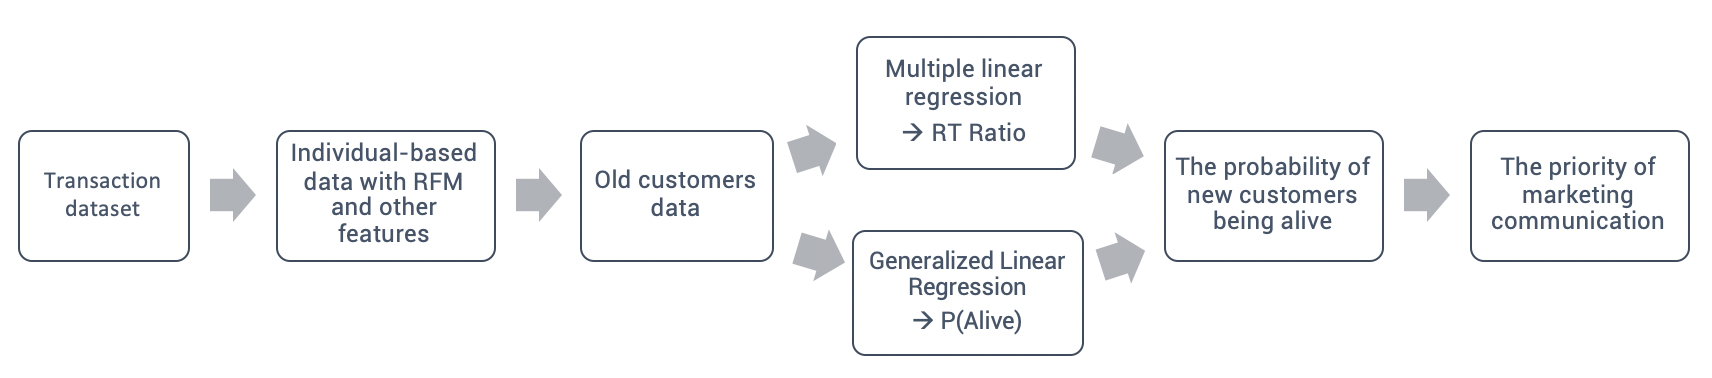 Transaction
dataset
Individual-based
data with RFM
and other
features
Old customers
data
Multiple linear
regression
→ RT Ratio
Generalized Linear
Regression
→ P(Alive)
The probability of
new customers
being alive
The priority of
marketing
communication